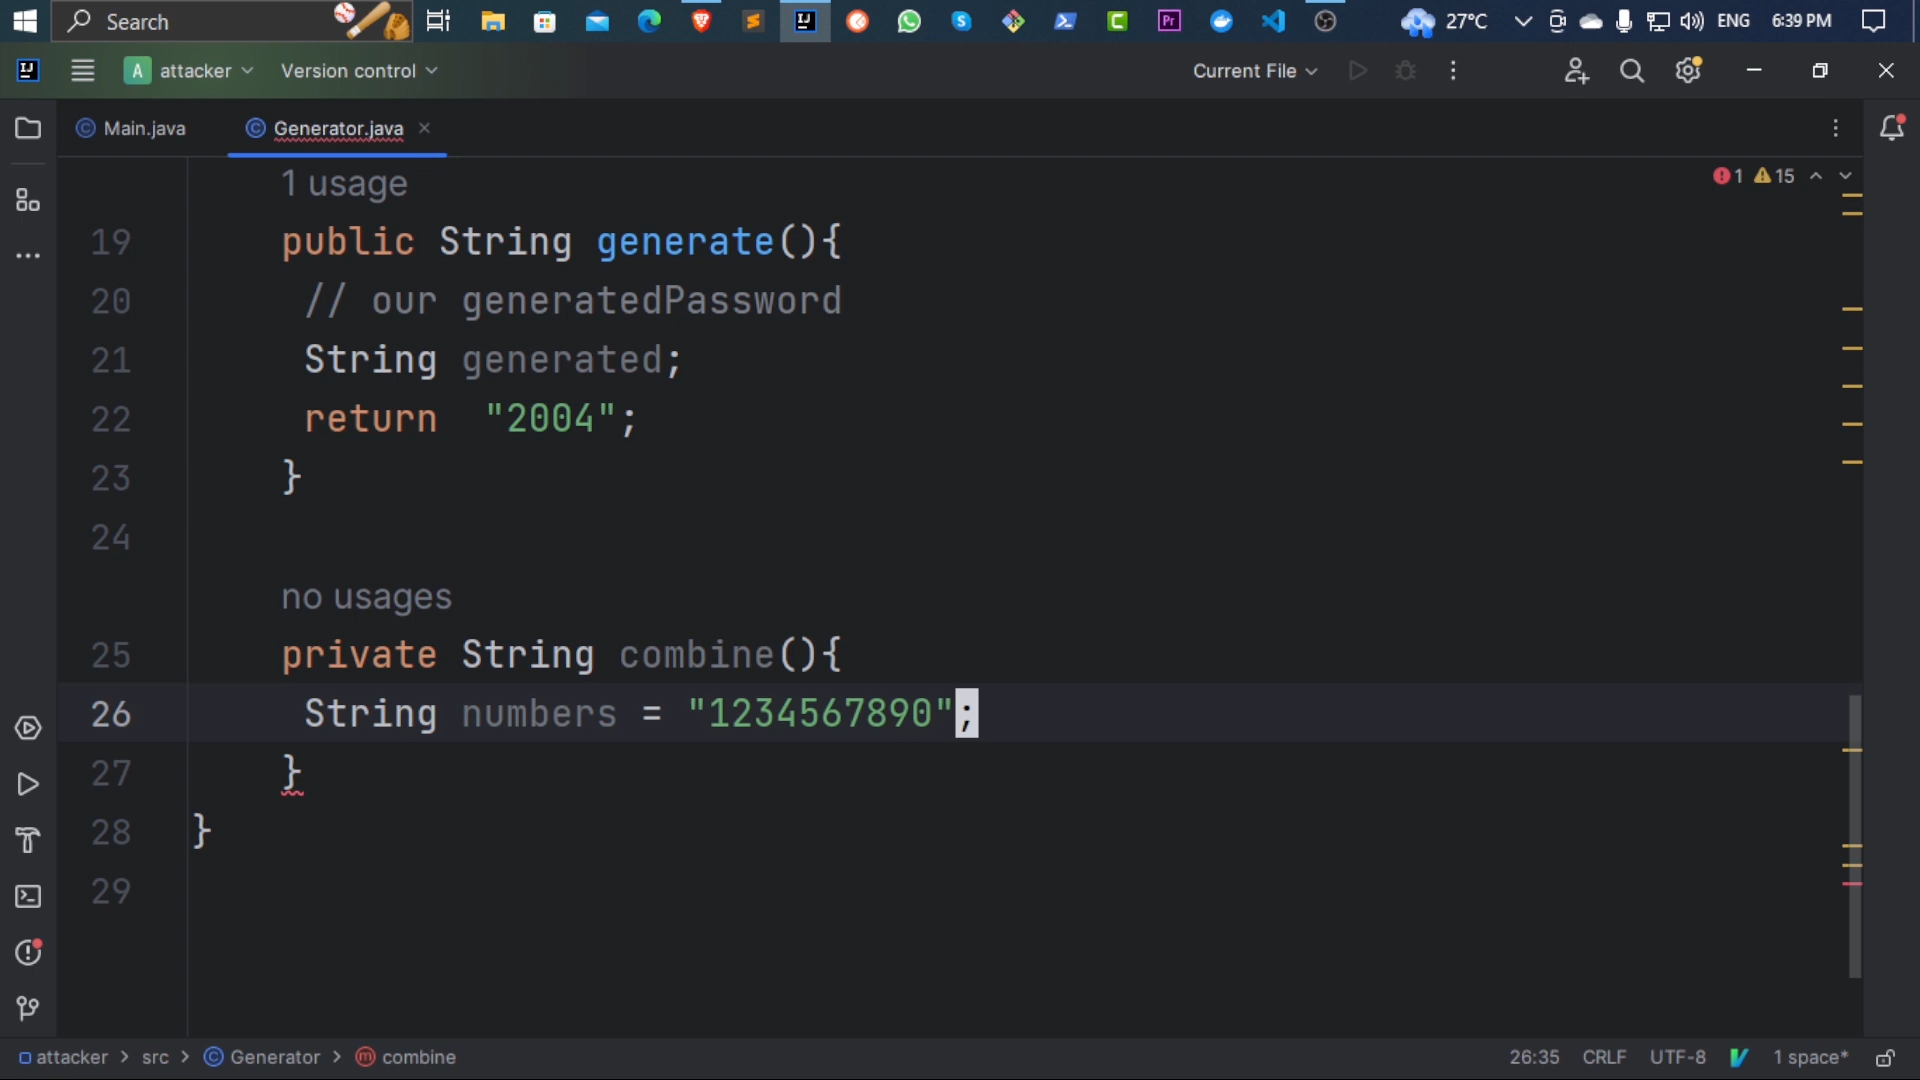 Search
27°C
ENG
6:39 PM
A attacker
Version control
Current File
Main.java
Generator.java
1 15
1 usage
19 public String generate(){
20 // our generatedPassword
21 String generated;
22 return "2004";
23 }
24
no usages
25 private String combine(){
26 String numbers = "1234567890";
27 }
28 }
29
attacker > src > Generator > combine
26:35 CRLF UTF-8 1 space*